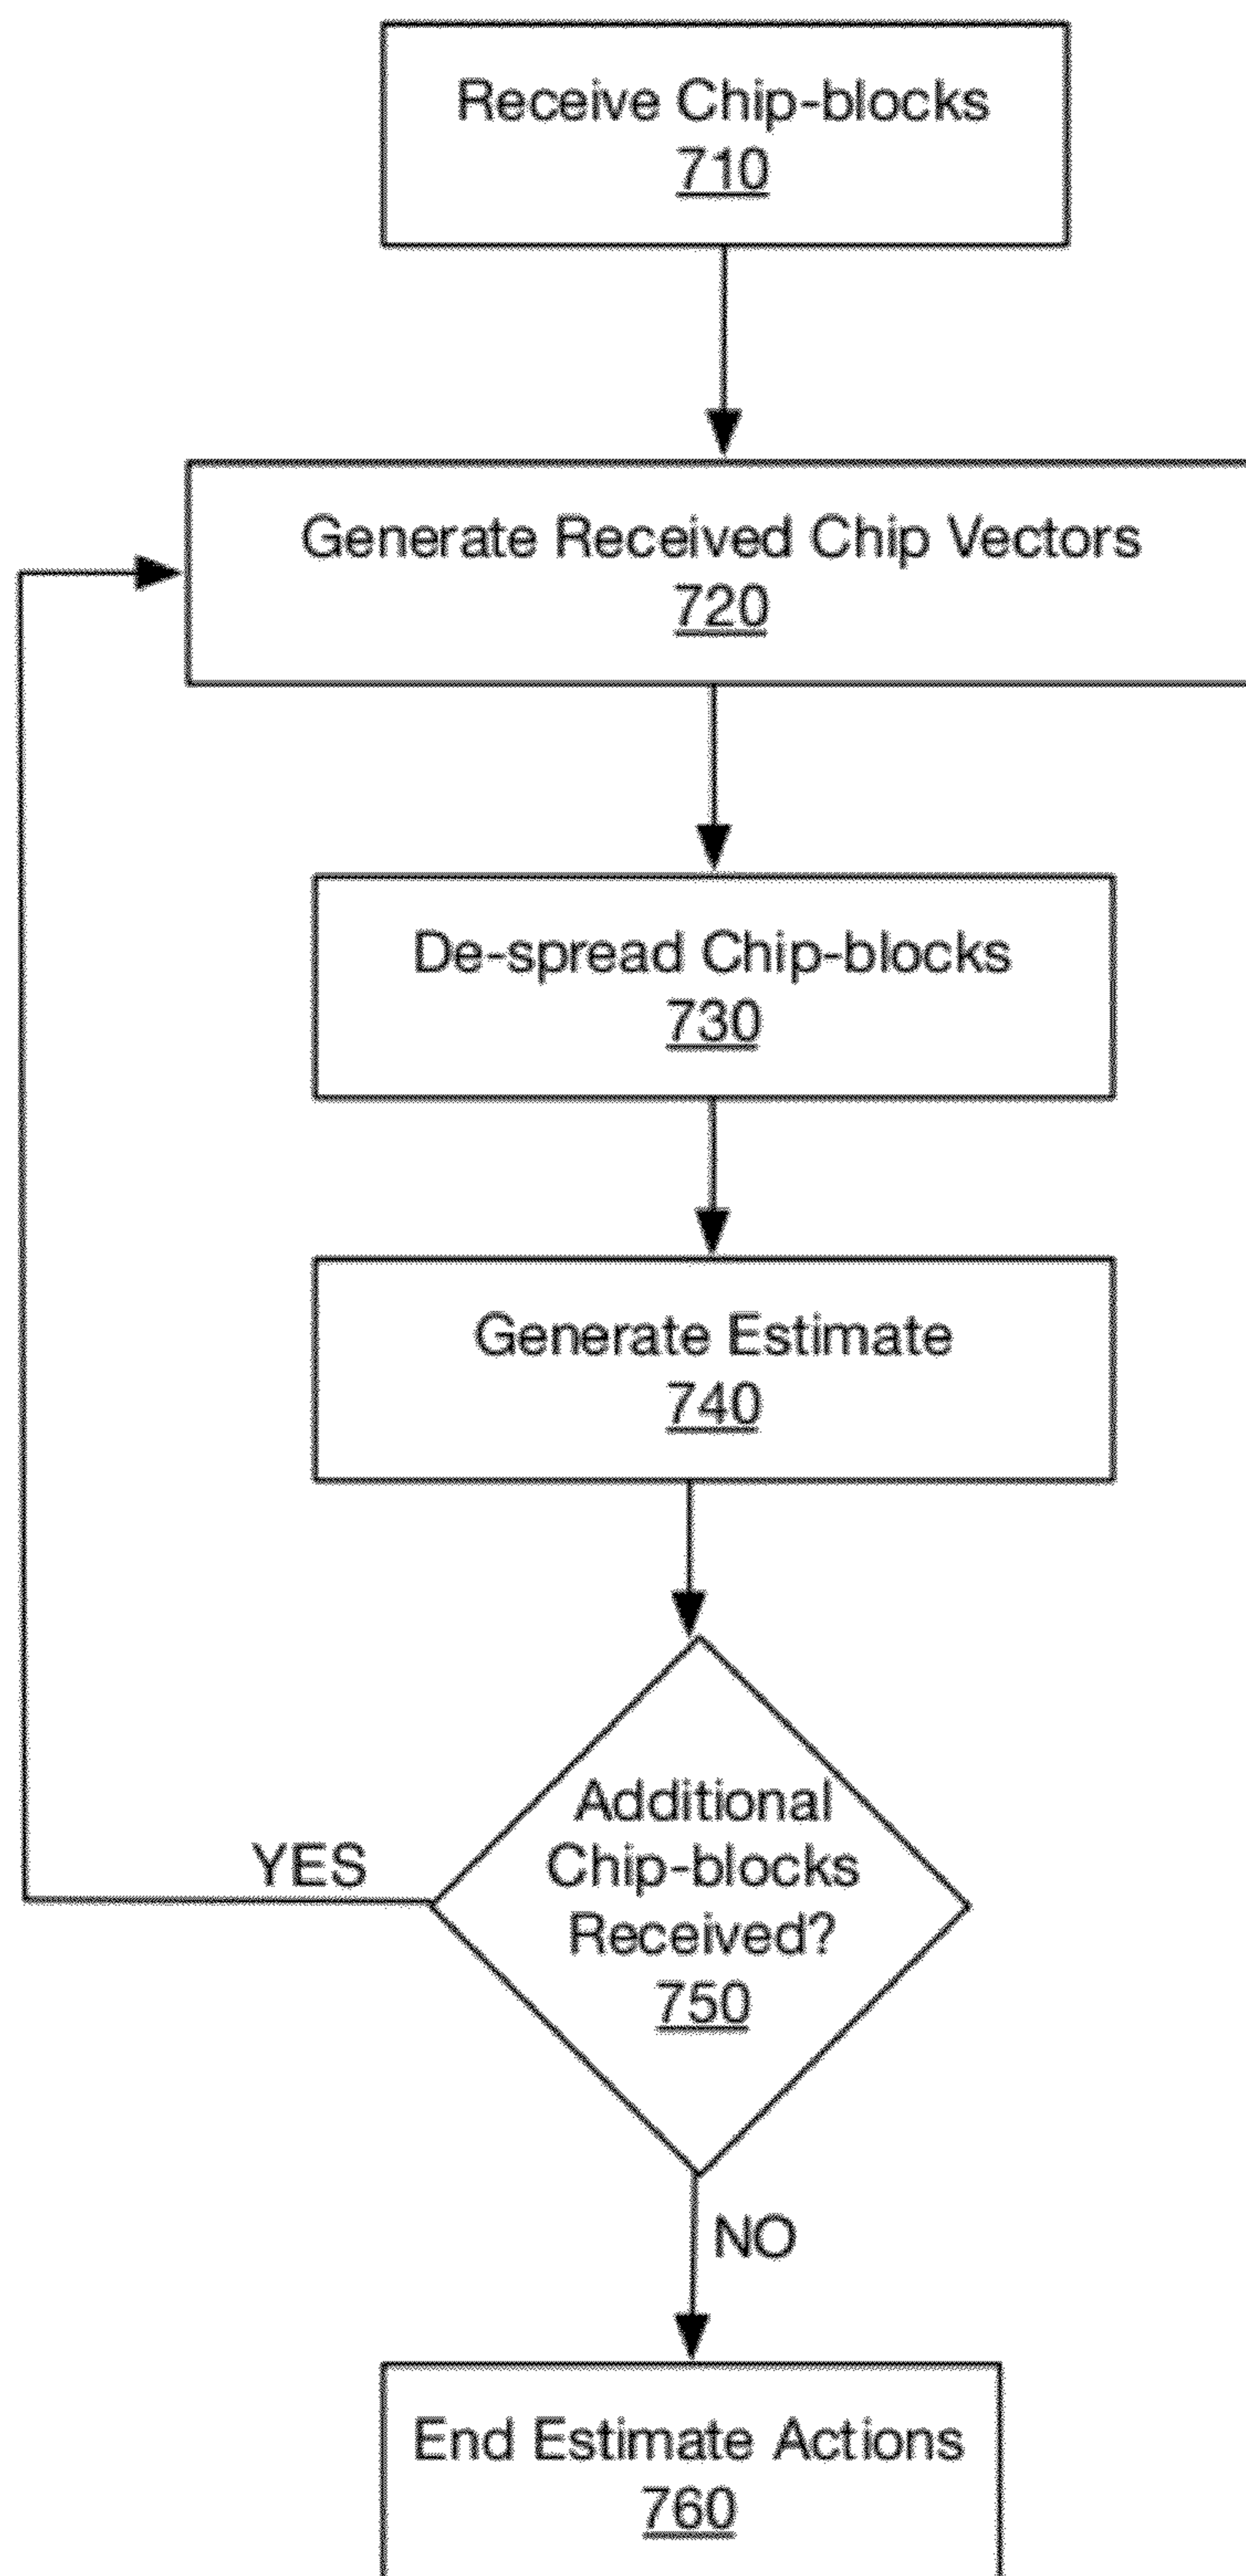 Receive Chip-blocks
710
Generate Received Chip Vectors
720
De-spread Chip-blocks
730
Generate Estimate
740
Additional
Chip-blocks
Received?
750
YES
NO
End Estimate Actions
760